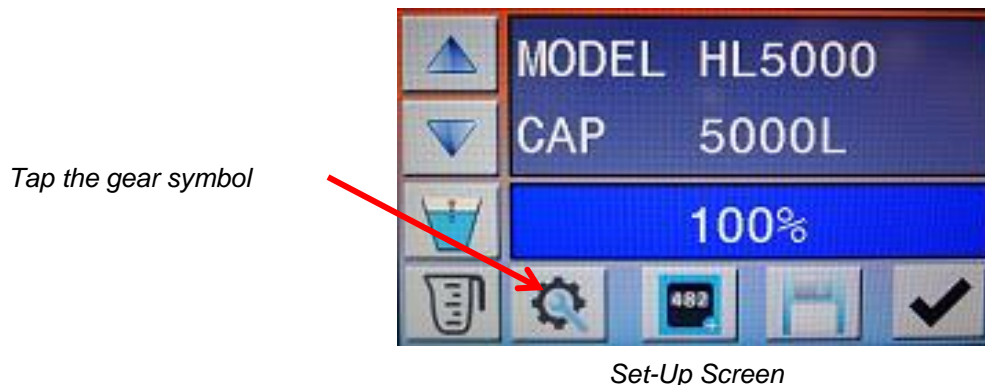 MODEL HL5000
CAP 5000L
Tap the gear symbol
100%
482
Set-Up Screen